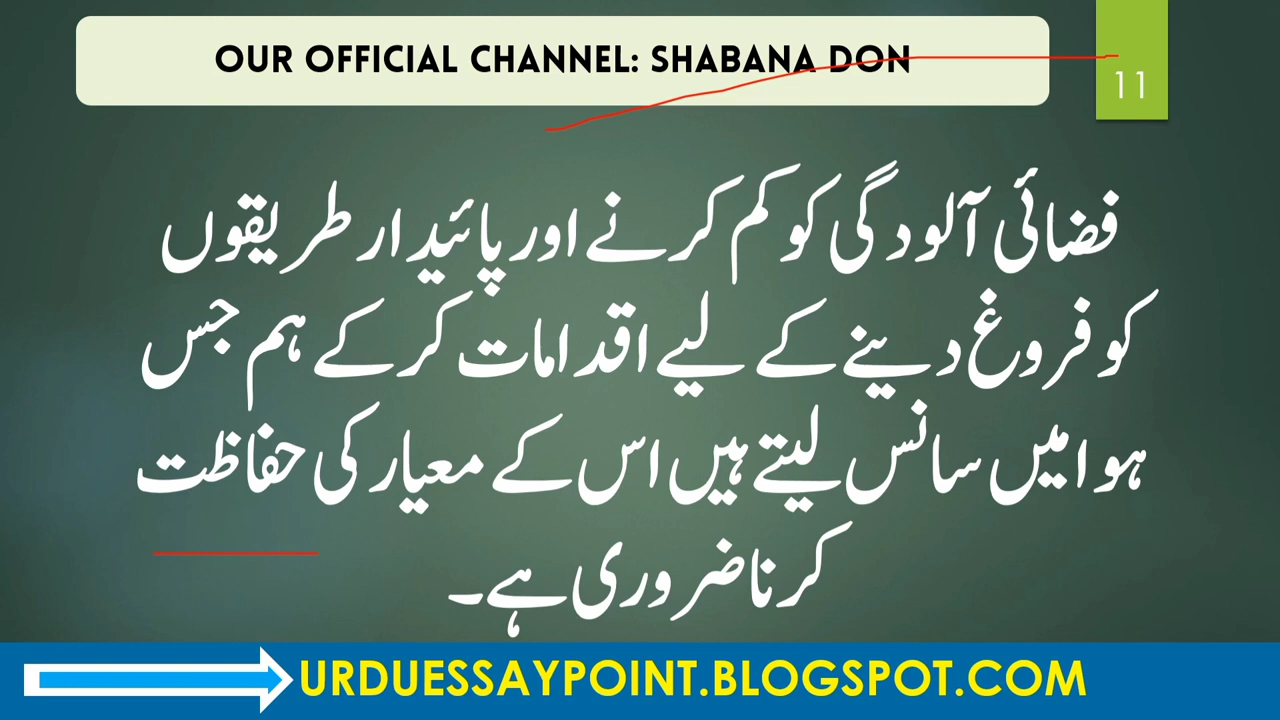 OUR OFFICIAL CHANNEL: SHABANA DON
11
فضائی آلودگی کو کم کرنے اور پائیدار طریقوں
کو فروغ دینے کے لیے اقدامات کر کے ہم جس
ہوا میں سانس لیتے ہیں اس کے معیار کی حفاظت
کرنا ضروری ہے۔
URDUESSAYPOINT.BLOGSPOT.COM